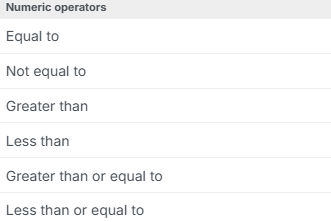 Numeric operators
Equal to
Not equal to
Greater than
Less than
Greater than or equal to
Less than or equal to